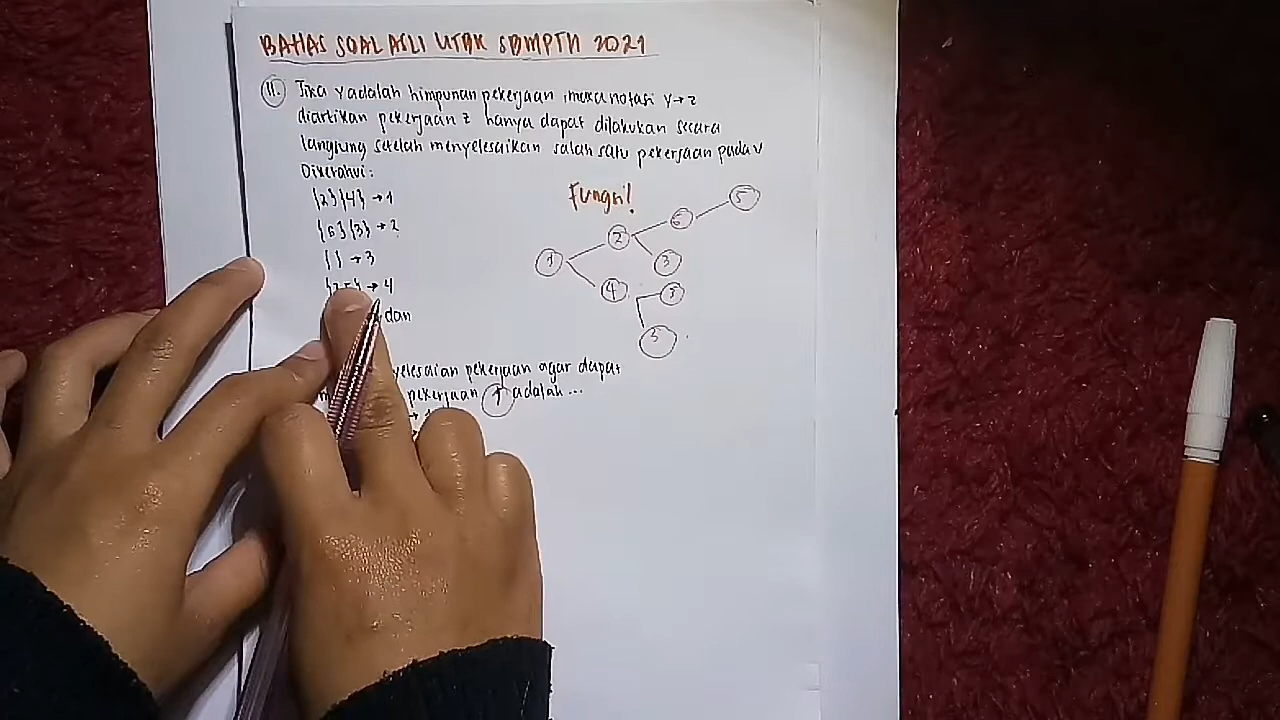 BAHAS SOAL ASLI UTBK SBMPTN 2021
11. Jika Y adalah himpunan pekerjaan, maka notasi Y → Z
diartikan pekerjaan Z hanya dapat dilakukan secara
langsung setelah menyelesaikan salah satu pekerjaan pada Y
Diketahui:
{2}{4} → 1
{6}{3} → 2
{ } → 3
→ 4
dan
pekerjaan agar dapat
pekerjaan 1 adalah ...
Fungsi!
5
6
2
1
3
4
5
3